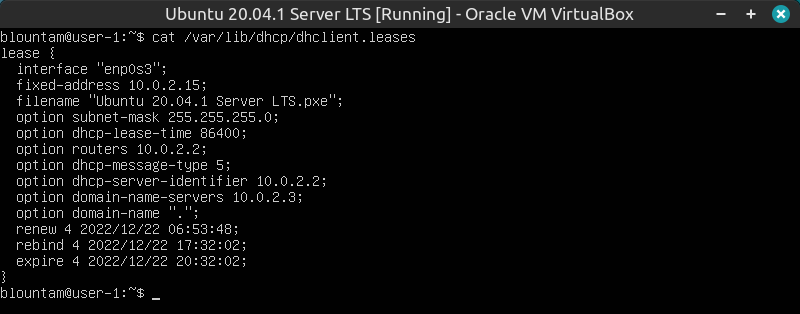 Ubuntu 20.04.1 Server LTS [Running] - Oracle VM VirtualBox
blountam@user-1:~$ cat /var/lib/dhcp/dhclient.leases
lease {
  interface "enp0s3";
  fixed-address 10.0.2.15;
  filename "Ubuntu 20.04.1 Server LTS.pxe";
  option subnet-mask 255.255.255.0;
  option dhcp-lease-time 86400;
  option routers 10.0.2.2;
  option dhcp-message-type 5;
  option dhcp-server-identifier 10.0.2.2;
  option domain-name-servers 10.0.2.3;
  option domain-name ".";
  renew 4 2022/12/22 06:53:48;
  rebind 4 2022/12/22 17:32:02;
  expire 4 2022/12/22 20:32:02;
}
blountam@user-1:~$ _